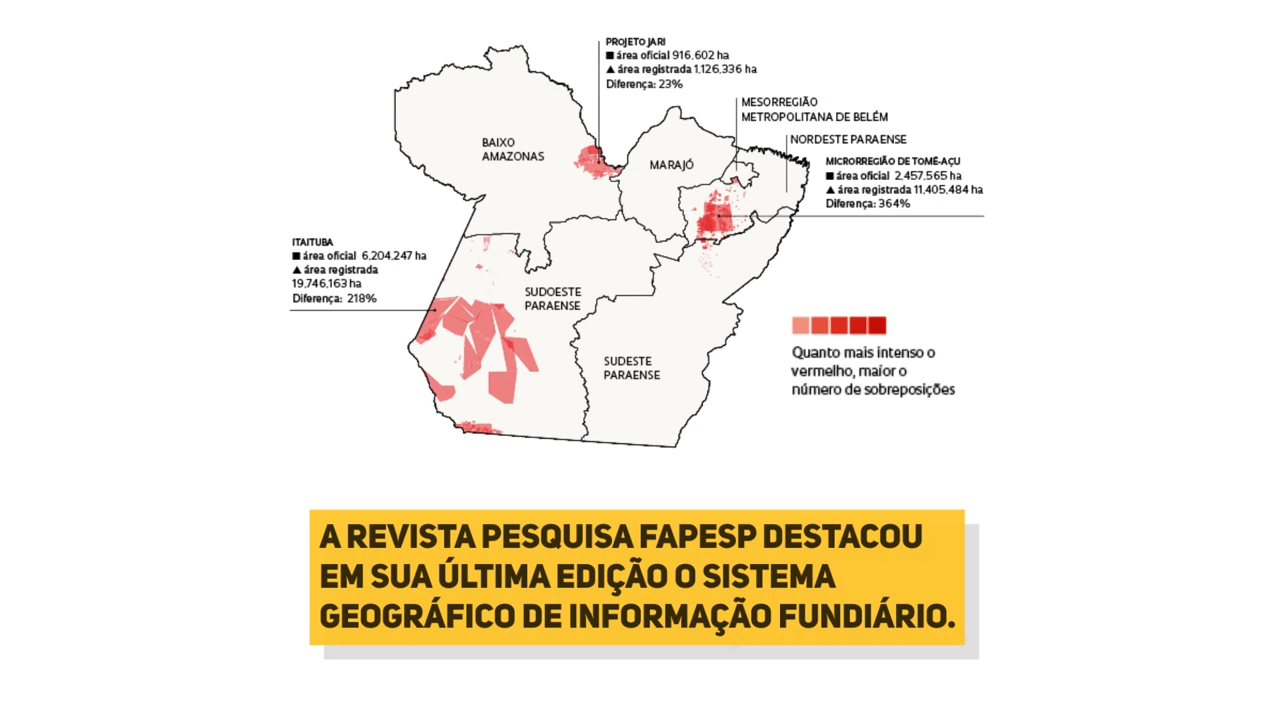 PROJETO JARI
■ área oficial 916,602 ha
▲ área registrada 1,126,336 ha
Diferença: 23%
MESORREGIÃO
METROPOLITANA DE BELÉM
NORDESTE PARAENSE
BAIXO
AMAZONAS
MARAJÓ
MICRORREGIÃO DE TOMÉ-AÇU
■ área oficial 2,457,565 ha
▲ área registrada 11,405,484 ha
Diferença: 364%
ITAITUBA
■ área oficial 6,204,247 ha
▲ área registrada
19,746,163 ha
Diferença: 218%
SUDOESTE
PARAENSE
SUDESTE
PARAENSE
Quanto mais intenso o
vermelho, maior o
número de sobreposições
A REVISTA PESQUISA FAPESP DESTACOU
EM SUA ÚLTIMA EDIÇÃO O SISTEMA
GEOGRÁFICO DE INFORMAÇÃO FUNDIÁRIO.